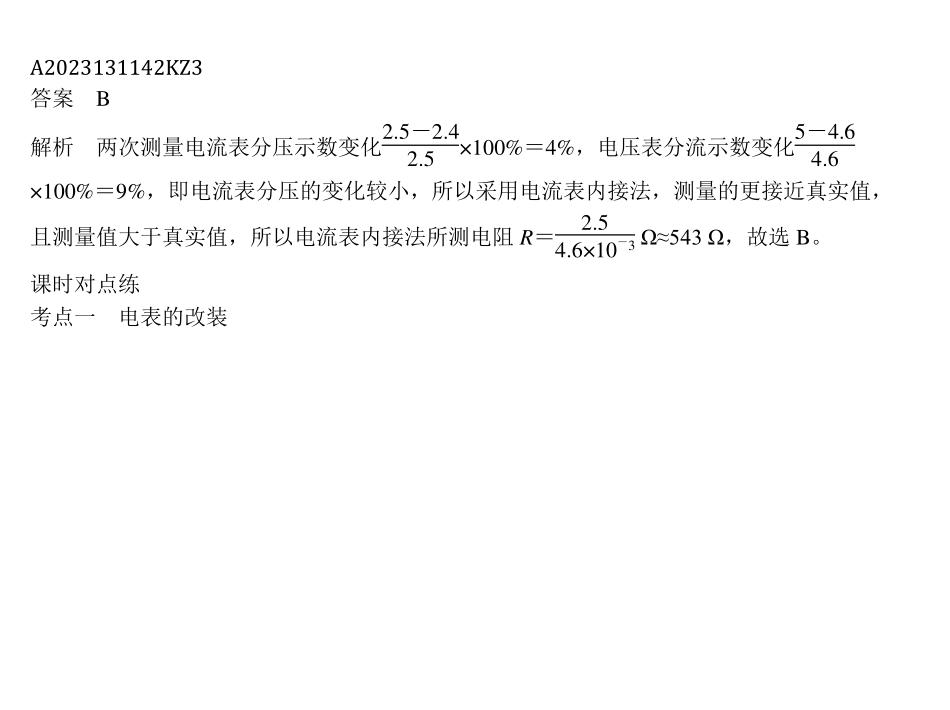 A2023131142KZ3
答案　B
解析　两次测量电流表分压示数变化$\frac{2.5－2.4}{2.5}$×100%＝4%，电压表分流示数变化$\frac{5－4.6}{4.6}$
×100%＝9%，即电流表分压的变化较小，所以采用电流表内接法，测量的更接近真实值，
且测量值大于真实值，所以电流表内接法所测电阻 R＝$\frac{2.5}{4.6×10^{－3}}$ Ω≈543 Ω，故选 B。
课时对点练
考点一　电表的改装